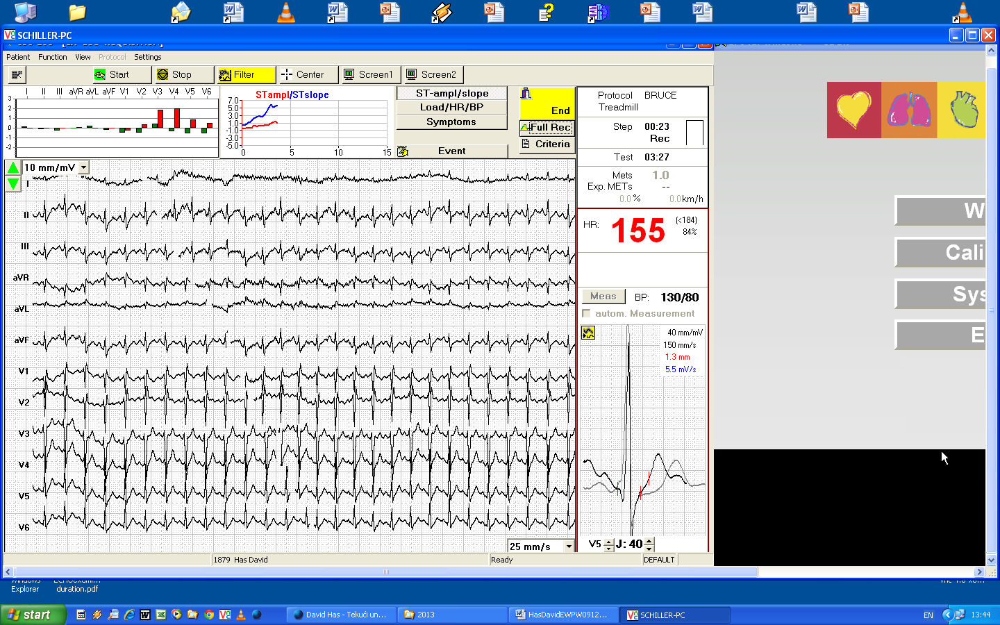 SCHILLER-PC
Patient Function View Protocol Settings
Start Stop Filter Center Screen1 Screen2
I II III aVR aVL aVF V1 V2 V3 V4 V5 V6
3
2
1
0
-1
-2
STampl/STslope
7.0
5.0
3.0
1.0
-1.0
-3.0
-5.0
0 5 10 15
ST-ampl/slope
Load/HR/BP
Symptoms
Event
End
Full Rec
Criteria
Protocol BRUCE
Treadmill
Step 00:23
Rec
Test 03:27
Mets 1.0
Exp. METs --
0.0 % 0.0 km/h
HR: 155 (<184)
84%
Meas BP: 130/80
autom. Measurement
40 mm/mV
150 mm/s
1.3 mm
5.5 mV/s
V5 J: 40
10 mm/mV
I
II
III
aVR
aVL
aVF
V1
V2
V3
V4
V5
V6
25 mm/s
1879 Has David Ready DEFAULT
W
Cali
Sys
E
Explorer duration.pdf
start David Has - Tekući un... 2013 HasDavidEWPW0912... SCHILLER-PC EN 13:44